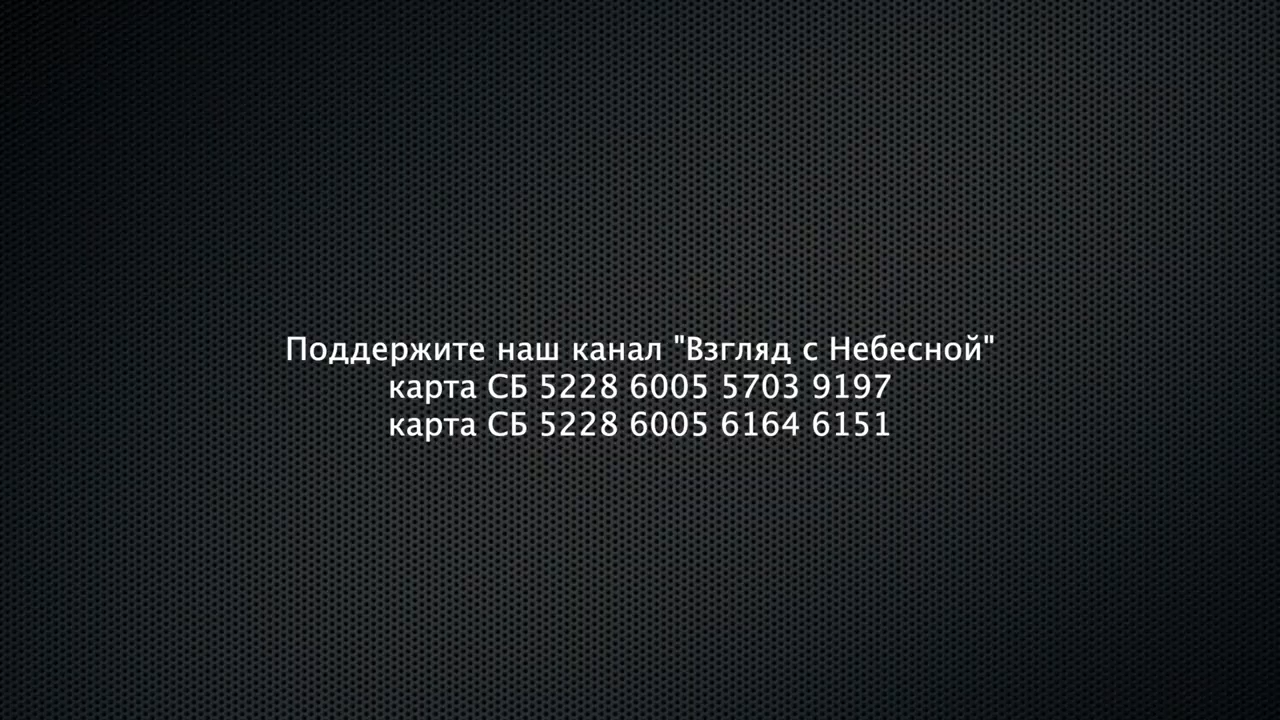 Поддержите наш канал "Взгляд с Небесной"
карта СБ 5228 6005 5703 9197
карта СБ 5228 6005 6164 6151